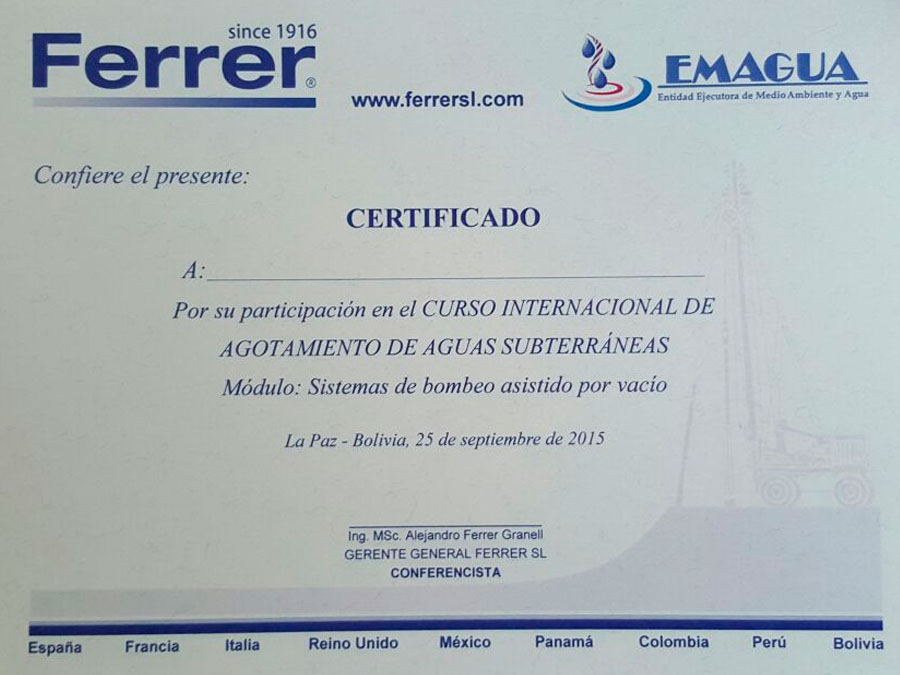 since 1916
Ferrer®
www.ferrersl.com
EMAGUA
Entidad Ejecutora de Medio Ambiente y Agua
Confiere el presente:
CERTIFICADO
A:
Por su participación en el CURSO INTERNACIONAL DE
AGOTAMIENTO DE AGUAS SUBTERRÁNEAS
Módulo: Sistemas de bombeo asistido por vacío
La Paz - Bolivia, 25 de septiembre de 2015
Ing. MSc. Alejandro Ferrer Granell
GERENTE GENERAL FERRER SL
CONFERENCISTA
España Francia Italia Reino Unido México Panamá Colombia Perú Bolivia